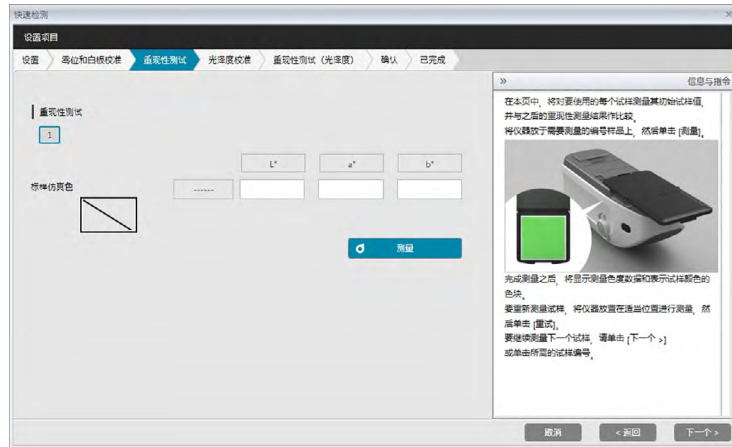 快速检测
设置项目
设置 零位和白板校准 重现性测试 光泽度校准 重现性测试（光泽度） 确认 已完成
» 信息与指令
重现性测试
1
L* a* b*
标样仿真色 ------
测量
在本页中，将对要使用的每个试样测量其初始试样值，
并与之后的重现性测量结果作比较。
将仪器放于需要测量的编号样品上，然后单击 [测量]。
完成测量之后，将显示测量色度数据和表示试样颜色的
色块。
要重新测量试样，将仪器放置在适当位置进行测量，然
后单击 [重试]。
要继续测量下一个试样，请单击 [下一个 >]
或单击所需的试样编号。
取消 < 返回 下一个 >